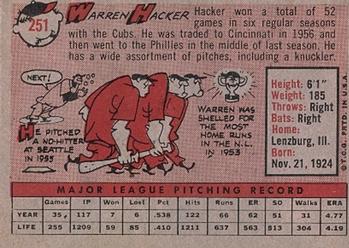 251
WARREN HACKER
Hacker won a total of 52
games in six regular seasons
with the Cubs. He was traded to Cincinnati in 1956 and
then went to the Phillies in the middle of last season. He
has a wide assortment of pitches, including a knuckler.
NEXT!
HE PITCHED
A NO-HITTER
AT SEATTLE
IN 1955
WARREN WAS
SHELLED FOR
THE MOST
HOME RUNS
IN THE N.L.
IN 1953
Height: 6'1"
Weight: 185
Throws: Right
Bats: Right
Home:
Lenzburg, Ill.
Born:
Nov. 21, 1924
© T.C.G. PRTD. IN U.S.A.
MAJOR LEAGUE PITCHING RECORD
Games IP Won Lost Pct. Hits Runs ER SO Walks ERA
YEAR 35 117 7 6 .538 122 66 62 51 31 4.77
LIFE 255 1210 59 85 .410 1211 637 563 513 304 4.19